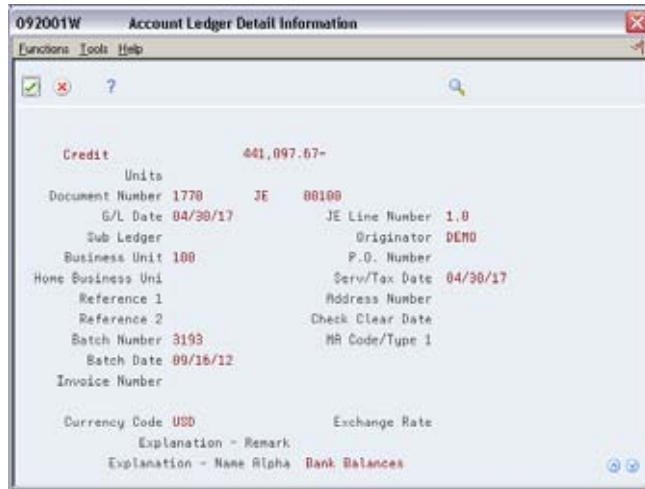 092001W Account Ledger Detail Information
Functions Tools Help
?
Credit 441,097.67-
Units
Document Number 1770 JE 00100
G/L Date 04/30/17 JE Line Number 1.0
Sub Ledger Originator DEMO
Business Unit 100 P.O. Number
Home Business Uni Serv/Tax Date 04/30/17
Reference 1 Address Number
Reference 2 Check Clear Date
Batch Number 3193 MA Code/Type 1
Batch Date 09/16/12
Invoice Number
Currency Code USD Exchange Rate
Explanation - Remark
Explanation - Name Alpha Bank Balances